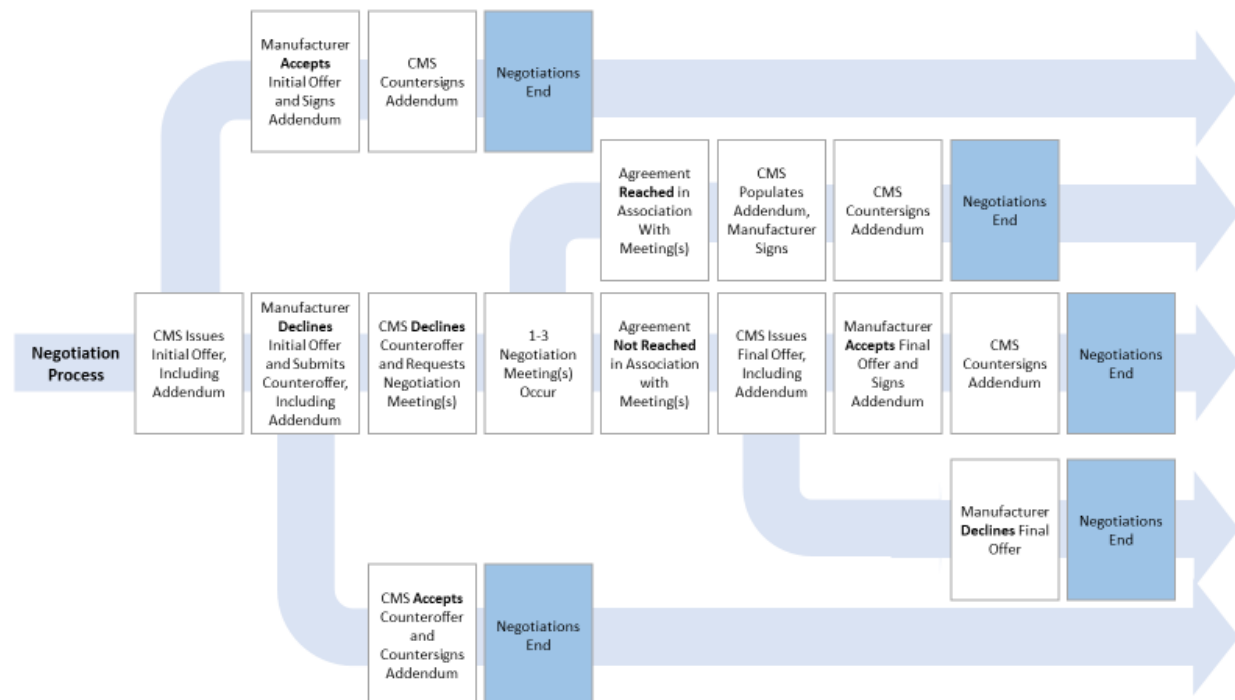 Manufacturer
Accepts
Initial Offer
and Signs
Addendum
CMS
Countersigns
Addendum
Negotiations
End
Agreement
Reached in
Association
With
Meeting(s)
CMS
Populates
Addendum,
Manufacturer
Signs
CMS
Countersigns
Addendum
Negotiations
End
Negotiation
Process
CMS Issues
Initial Offer,
Including
Addendum
Manufacturer
Declines
Initial Offer
and Submits
Counteroffer,
Including
Addendum
CMS Declines
Counteroffer
and Requests
Negotiation
Meeting(s)
1-3
Negotiation
Meeting(s)
Occur
Agreement
Not Reached
in Association
with
Meeting(s)
CMS Issues
Final Offer,
Including
Addendum
Manufacturer
Accepts Final
Offer and
Signs
Addendum
CMS
Countersigns
Addendum
Negotiations
End
Manufacturer
Declines Final
Offer
Negotiations
End
CMS Accepts
Counteroffer
and
Countersigns
Addendum
Negotiations
End